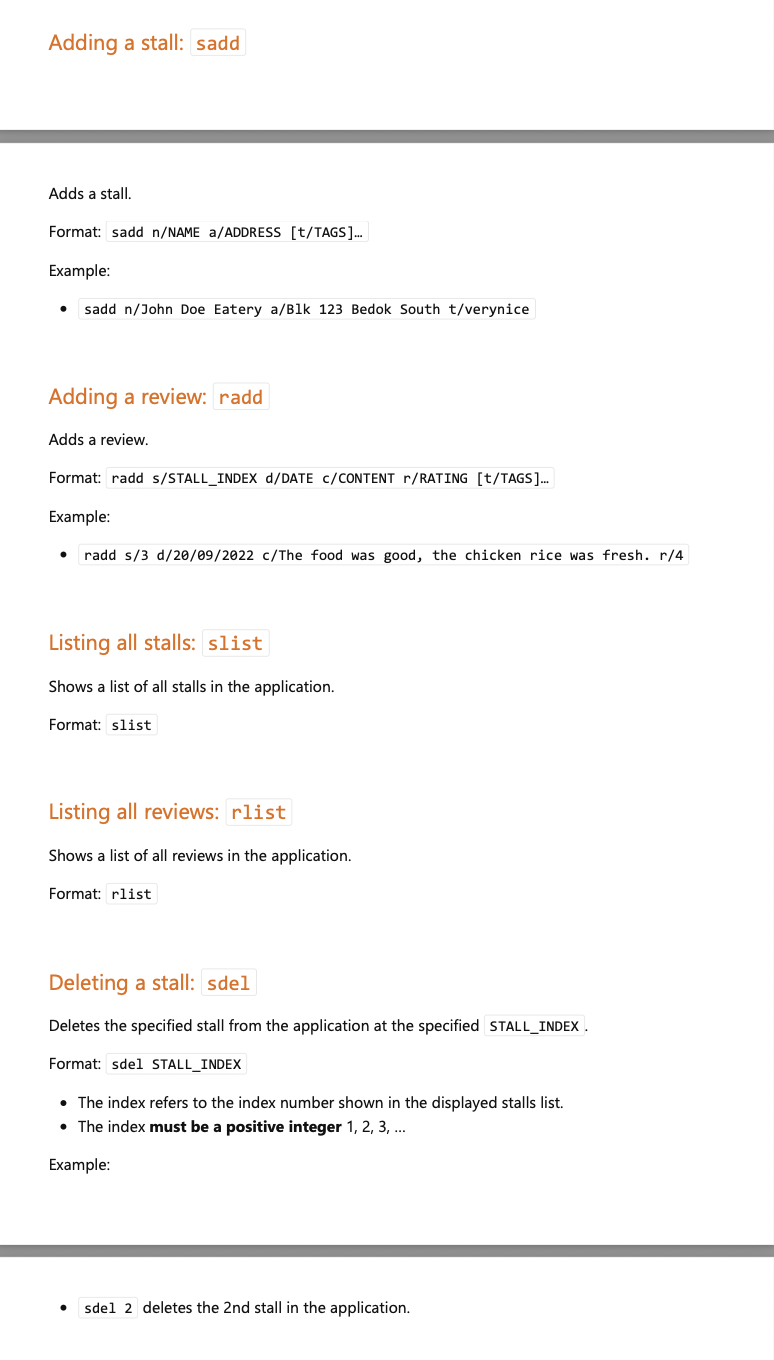 Adding a stall: sadd
Adds a stall.
Format: sadd n/NAME a/ADDRESS [t/TAGS]…
Example:
• sadd n/John Doe Eatery a/Blk 123 Bedok South t/verynice
Adding a review: radd
Adds a review.
Format: radd s/STALL_INDEX d/DATE c/CONTENT r/RATING [t/TAGS]…
Example:
• radd s/3 d/20/09/2022 c/The food was good, the chicken rice was fresh. r/4
Listing all stalls: slist
Shows a list of all stalls in the application.
Format: slist
Listing all reviews: rlist
Shows a list of all reviews in the application.
Format: rlist
Deleting a stall: sdel
Deletes the specified stall from the application at the specified STALL_INDEX.
Format: sdel STALL_INDEX
• The index refers to the index number shown in the displayed stalls list.
• The index must be a positive integer 1, 2, 3, …
Example:
• sdel 2 deletes the 2nd stall in the application.